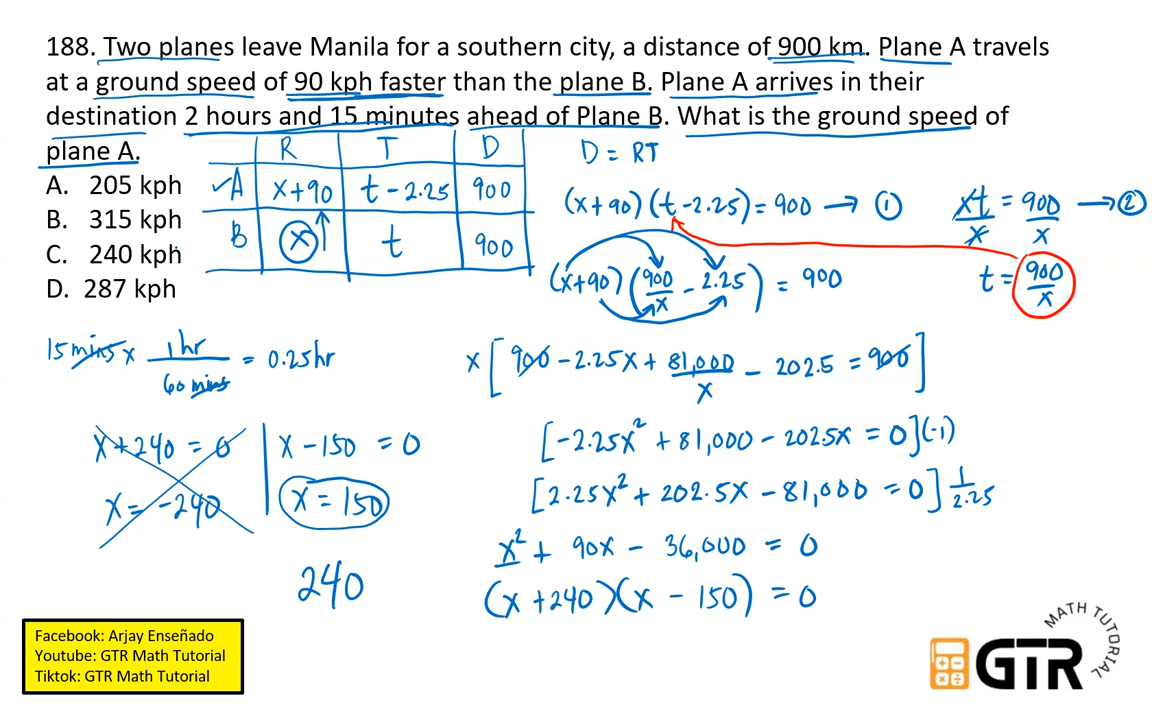 188. Two planes leave Manila for a southern city, a distance of 900 km. Plane A travels
at a ground speed of 90 kph faster than the plane B. Plane A arrives in their
destination 2 hours and 15 minutes ahead of Plane B. What is the ground speed of
plane A.
A. 205 kph
B. 315 kph
C. 240 kph
D. 287 kph
R T D
✓A x+90 t-2.25 900
B x t 900
D = RT
(x+90)(t-2.25)=900 → ①
xt/x = 900/x → ②
t = 900/x
(x+90)(900/x - 2.25) = 900
x
15 mins x 1hr/60 mins = 0.25hr
x[900 - 2.25x + 81,000/x - 202.5 = 900]
[-2.25x² + 81,000 - 202.5x = 0](-1)
[2.25x² + 202.5x - 81,000 = 0] 1/2.25
x² + 90x - 36,000 = 0
(x + 240)(x - 150) = 0
x + 240 = 0 | x - 150 = 0
x = -240 | x = 150
240
Facebook: Arjay Enseñado
Youtube: GTR Math Tutorial
Tiktok: GTR Math Tutorial
GTR
MATH TUTORIAL